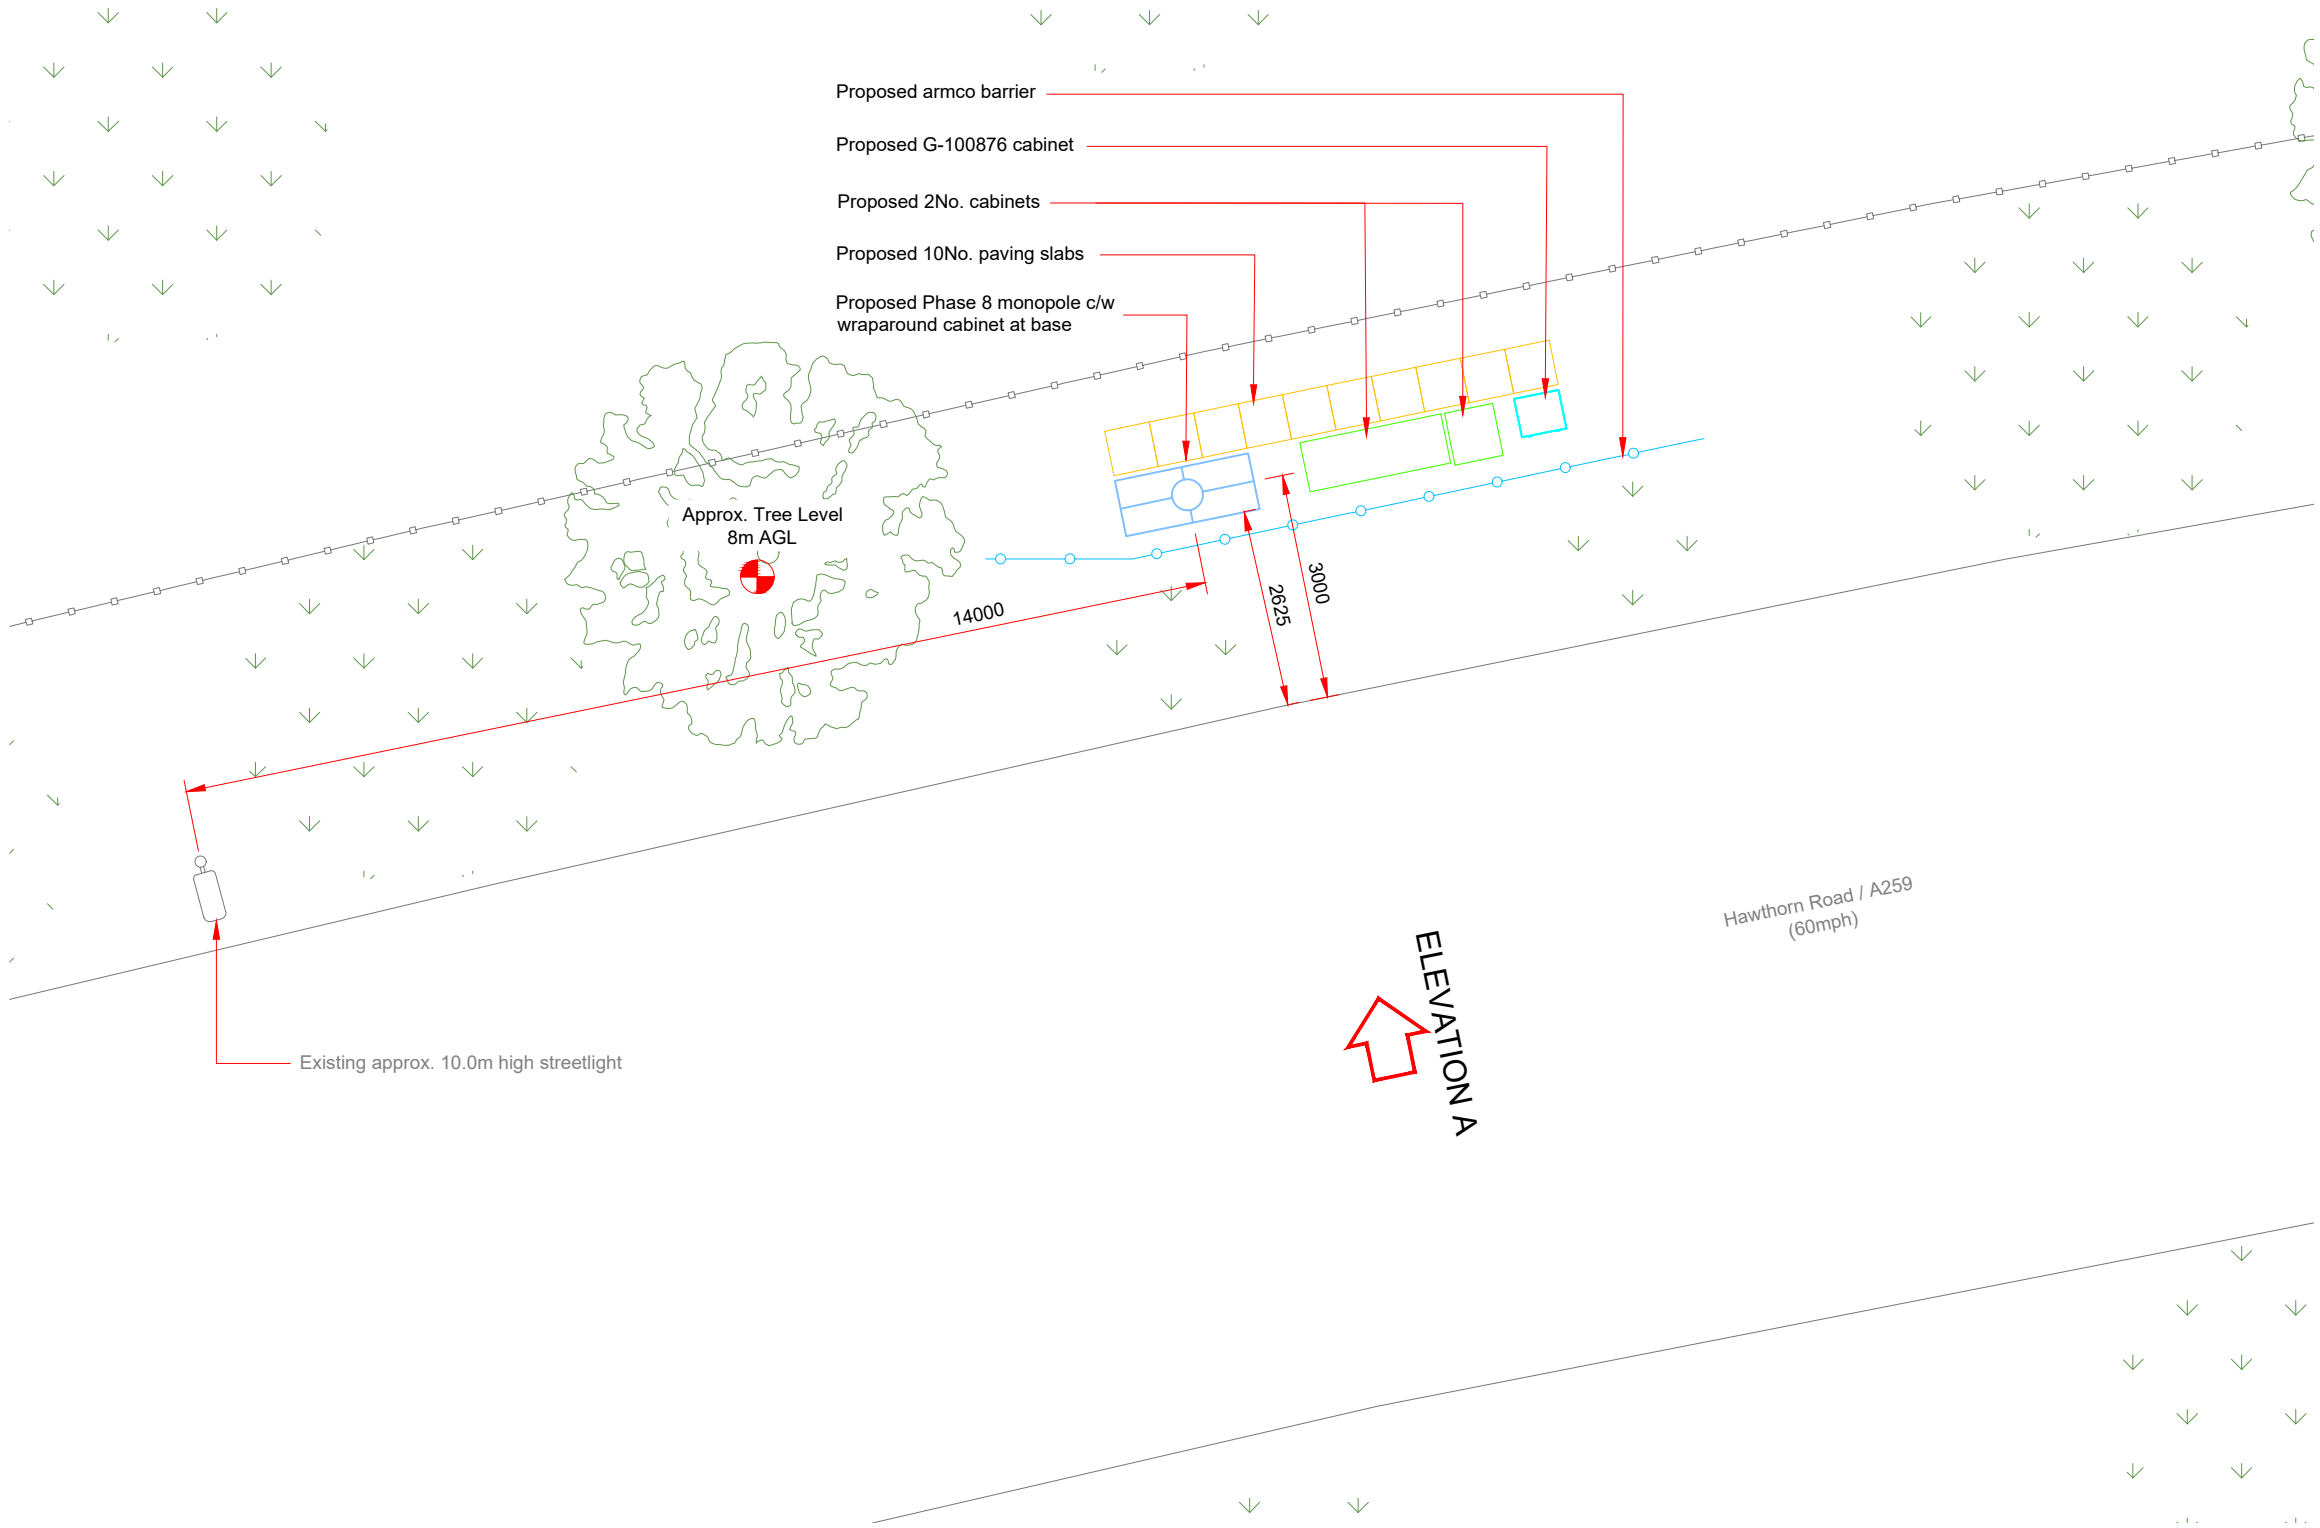 Proposed armco barrier
Proposed G-100876 cabinet
Proposed 2No. cabinets
Proposed 10No. paving slabs
Proposed Phase 8 monopole c/w
wraparound cabinet at base
Approx. Tree Level
8m AGL
14000
2625
3000
Hawthorn Road / A259
(60mph)
ELEVATION A
Existing approx. 10.0m high streetlight